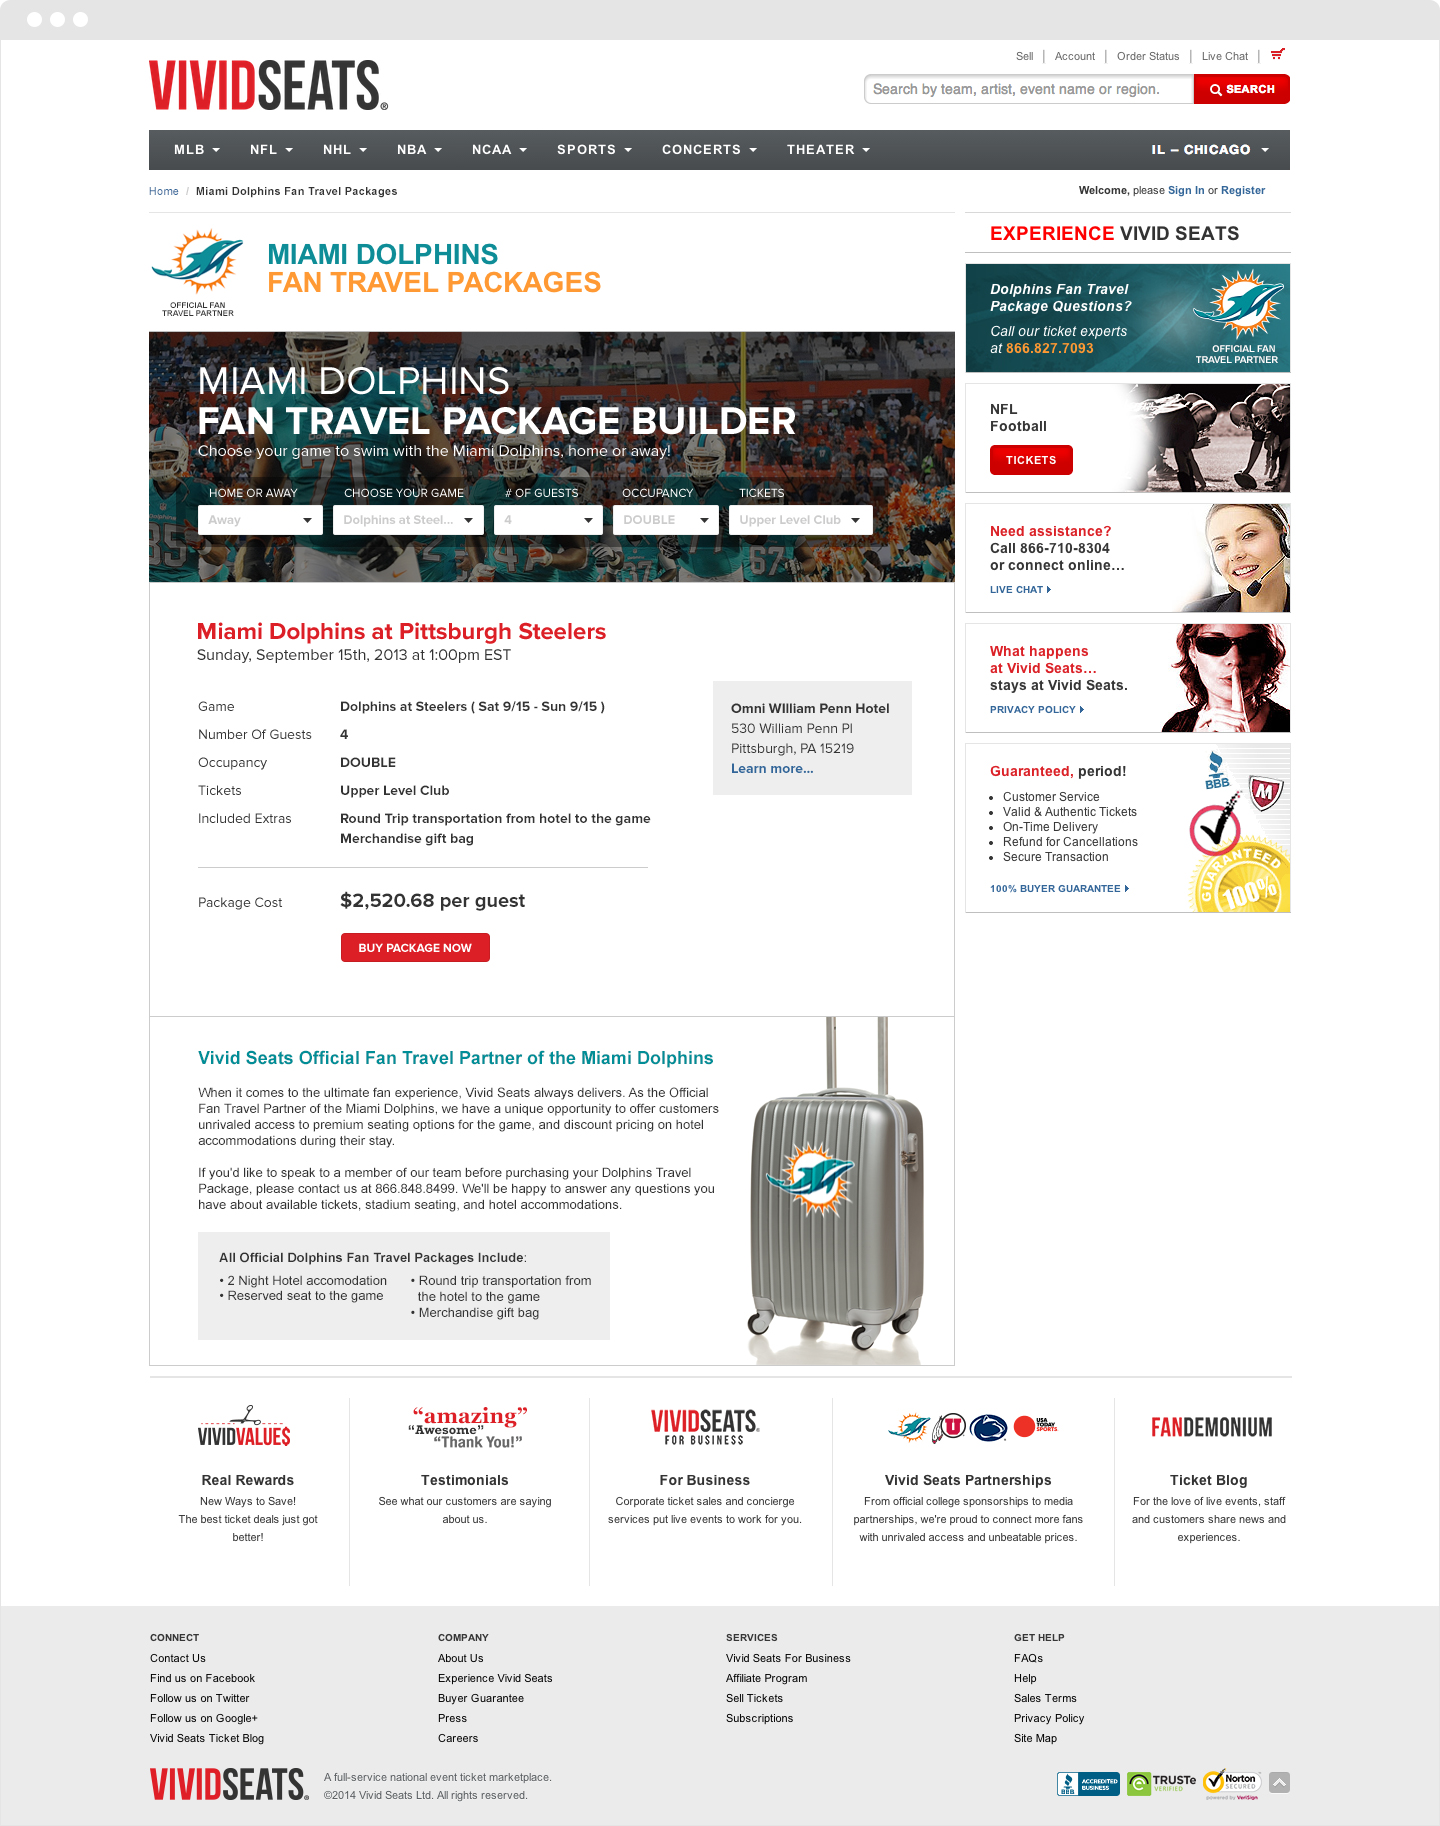 Sell | Account | Order Status | Live Chat |
VIVIDSEATS®
Search by team, artist, event name or region.
SEARCH
MLB NFL NHL NBA NCAA SPORTS CONCERTS THEATER
IL – CHICAGO
Home / Miami Dolphins Fan Travel Packages
Welcome, please Sign In or Register
OFFICIAL FAN
TRAVEL PARTNER
MIAMI DOLPHINS
FAN TRAVEL PACKAGES
MIAMI DOLPHINS
FAN TRAVEL PACKAGE BUILDER
Choose your game to swim with the Miami Dolphins, home or away!
HOME OR AWAY CHOOSE YOUR GAME # OF GUESTS OCCUPANCY TICKETS
Away Dolphins at Steel... 4 DOUBLE Upper Level Club
Miami Dolphins at Pittsburgh Steelers
Sunday, September 15th, 2013 at 1:00pm EST
Game Dolphins at Steelers ( Sat 9/15 - Sun 9/15 )
Number Of Guests 4
Occupancy DOUBLE
Tickets Upper Level Club
Included Extras Round Trip transportation from hotel to the game
Merchandise gift bag
Package Cost $2,520.68 per guest
BUY PACKAGE NOW
Omni WIlliam Penn Hotel
530 William Penn Pl
Pittsburgh, PA 15219
Learn more...
Vivid Seats Official Fan Travel Partner of the Miami Dolphins
When it comes to the ultimate fan experience, Vivid Seats always delivers. As the Official
Fan Travel Partner of the Miami Dolphins, we have a unique opportunity to offer customers
unrivaled access to premium seating options for the game, and discount pricing on hotel
accommodations during their stay.
If you'd like to speak to a member of our team before purchasing your Dolphins Travel
Package, please contact us at 866.848.8499. We'll be happy to answer any questions you
have about available tickets, stadium seating, and hotel accommodations.
All Official Dolphins Fan Travel Packages Include:
• 2 Night Hotel accomodation
• Reserved seat to the game
• Round trip transportation from
the hotel to the game
• Merchandise gift bag
EXPERIENCE VIVID SEATS
Dolphins Fan Travel
Package Questions?
Call our ticket experts
at 866.827.7093
OFFICIAL FAN
TRAVEL PARTNER
NFL
Football
TICKETS
Need assistance?
Call 866-710-8304
or connect online...
LIVE CHAT
What happens
at Vivid Seats...
stays at Vivid Seats.
PRIVACY POLICY
Guaranteed, period!
• Customer Service
• Valid & Authentic Tickets
• On-Time Delivery
• Refund for Cancellations
• Secure Transaction
100% BUYER GUARANTEE
BBB
M
GUARANTEED
100%
VIVIDVALUE$
Real Rewards
New Ways to Save!
The best ticket deals just got
better!
“amazing”
“Awesome”
“Thank You!”
Testimonials
See what our customers are saying
about us.
VIVIDSEATS®
FOR BUSINESS
For Business
Corporate ticket sales and concierge
services put live events to work for you.
U
USA
TODAY
SPORTS
Vivid Seats Partnerships
From official college sponsorships to media
partnerships, we're proud to connect more fans
with unrivaled access and unbeatable prices.
FANDEMONIUM
Ticket Blog
For the love of live events, staff
and customers share news and
experiences.
CONNECT
Contact Us
Find us on Facebook
Follow us on Twitter
Follow us on Google+
Vivid Seats Ticket Blog
COMPANY
About Us
Experience Vivid Seats
Buyer Guarantee
Press
Careers
SERVICES
Vivid Seats For Business
Affiliate Program
Sell Tickets
Subscriptions
GET HELP
FAQs
Help
Sales Terms
Privacy Policy
Site Map
VIVIDSEATS®
A full-service national event ticket marketplace.
©2014 Vivid Seats Ltd. All rights reserved.
BBB
ACCREDITED
BUSINESS
TRUSTe
VERIFIED
Norton
SECURED
powered by VeriSign